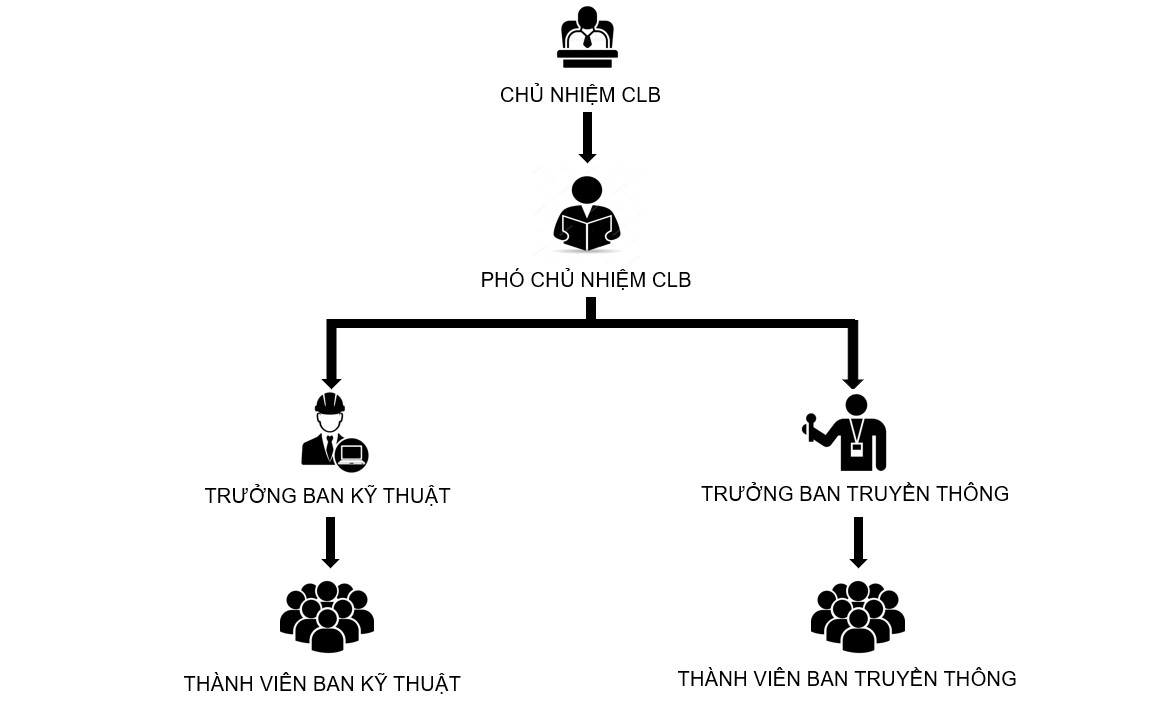 CHỦ NHIỆM CLB
PHÓ CHỦ NHIỆM CLB
TRƯỞNG BAN KỸ THUẬT
TRƯỞNG BAN TRUYỀN THÔNG
THÀNH VIÊN BAN KỸ THUẬT
THÀNH VIÊN BAN TRUYỀN THÔNG